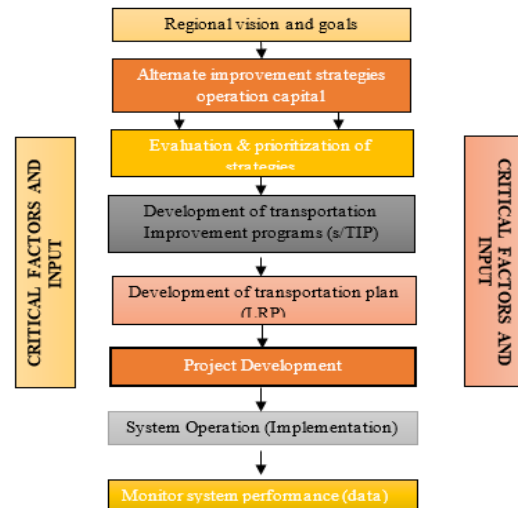 Regional vision and goals
Alternate improvement strategies
operation capital
Evaluation & prioritization of
strategies
Development of transportation
Improvement programs (s/TIP)
Development of transportation plan
(LRP)
Project Development
System Operation (Implementation)
Monitor system performance (data)
CRITICAL FACTORS AND
INPUT
CRITICAL FACTORS AND
INPUT